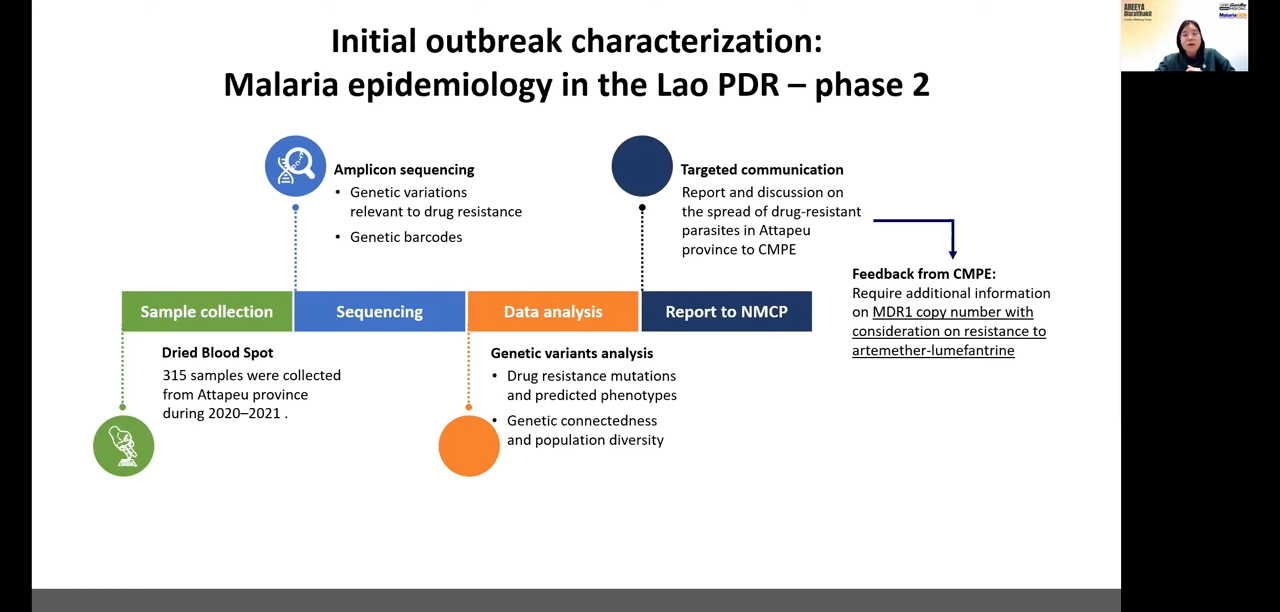 Initial outbreak characterization:
Malaria epidemiology in the Lao PDR – phase 2
Amplicon sequencing
• Genetic variations
relevant to drug resistance
• Genetic barcodes
Targeted communication
Report and discussion on
the spread of drug-resistant
parasites in Attapeu
province to CMPE
Feedback from CMPE:
Require additional information
on MDR1 copy number with
consideration on resistance to
artemether-lumefantrine
Sample collection
Sequencing
Data analysis
Report to NMCP
Dried Blood Spot
315 samples were collected
from Attapeu province
during 2020–2021 .
Genetic variants analysis
• Drug resistance mutations
and predicted phenotypes
• Genetic connectedness
and population diversity
AREEYA